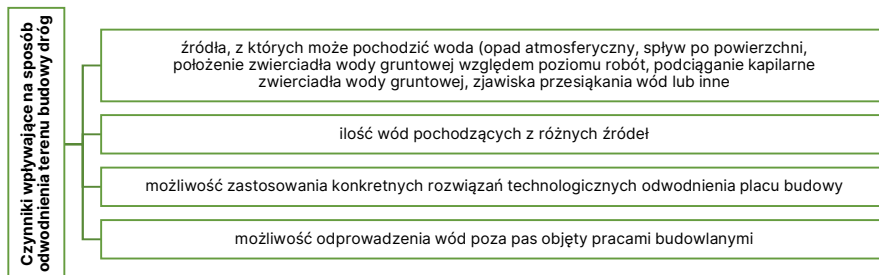 Czynniki wpływające na sposób
odwodnienia terenu budowy dróg
źródła, z których może pochodzić woda (opad atmosferyczny, spływ po powierzchni,
położenie zwierciadła wody gruntowej względem poziomu robót, podciąganie kapilarne
zwierciadła wody gruntowej, zjawiska przesiąkania wód lub inne
ilość wód pochodzących z różnych źródeł
możliwość zastosowania konkretnych rozwiązań technologicznych odwodnienia placu budowy
możliwość odprowadzenia wód poza pas objęty pracami budowlanymi